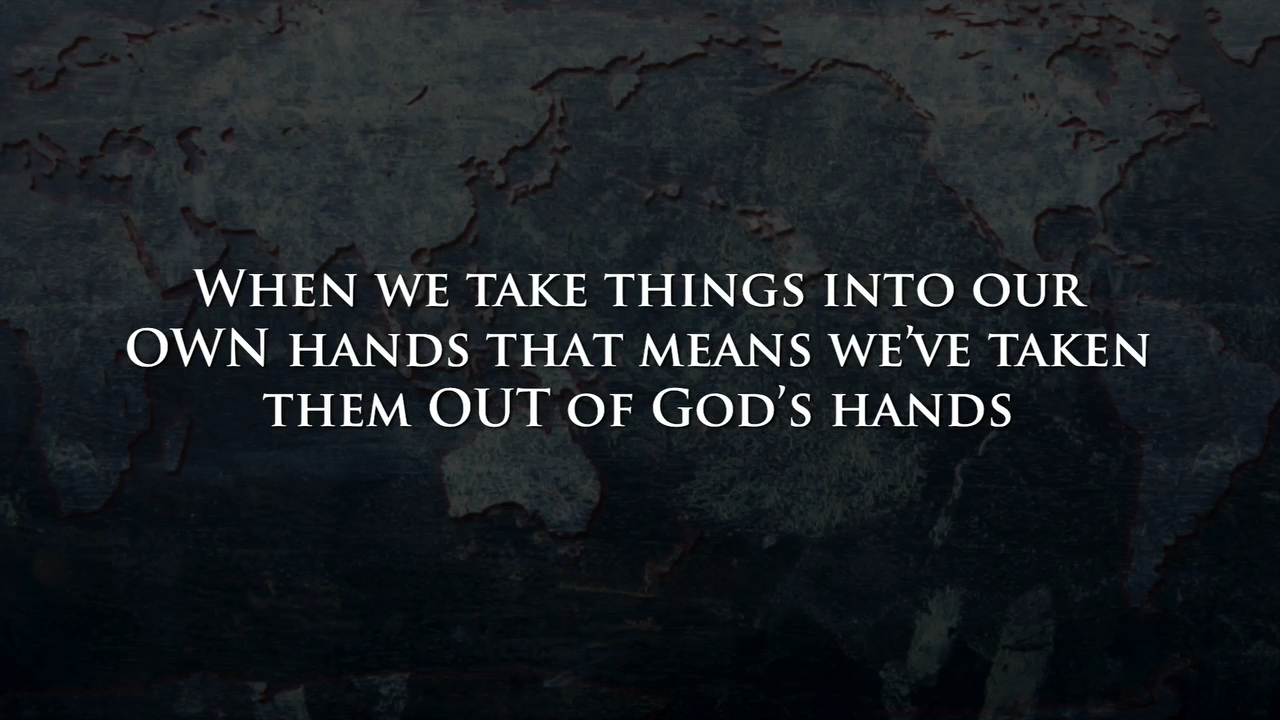 When we take things into our
OWN hands that means we’ve taken
them OUT of God’s hands